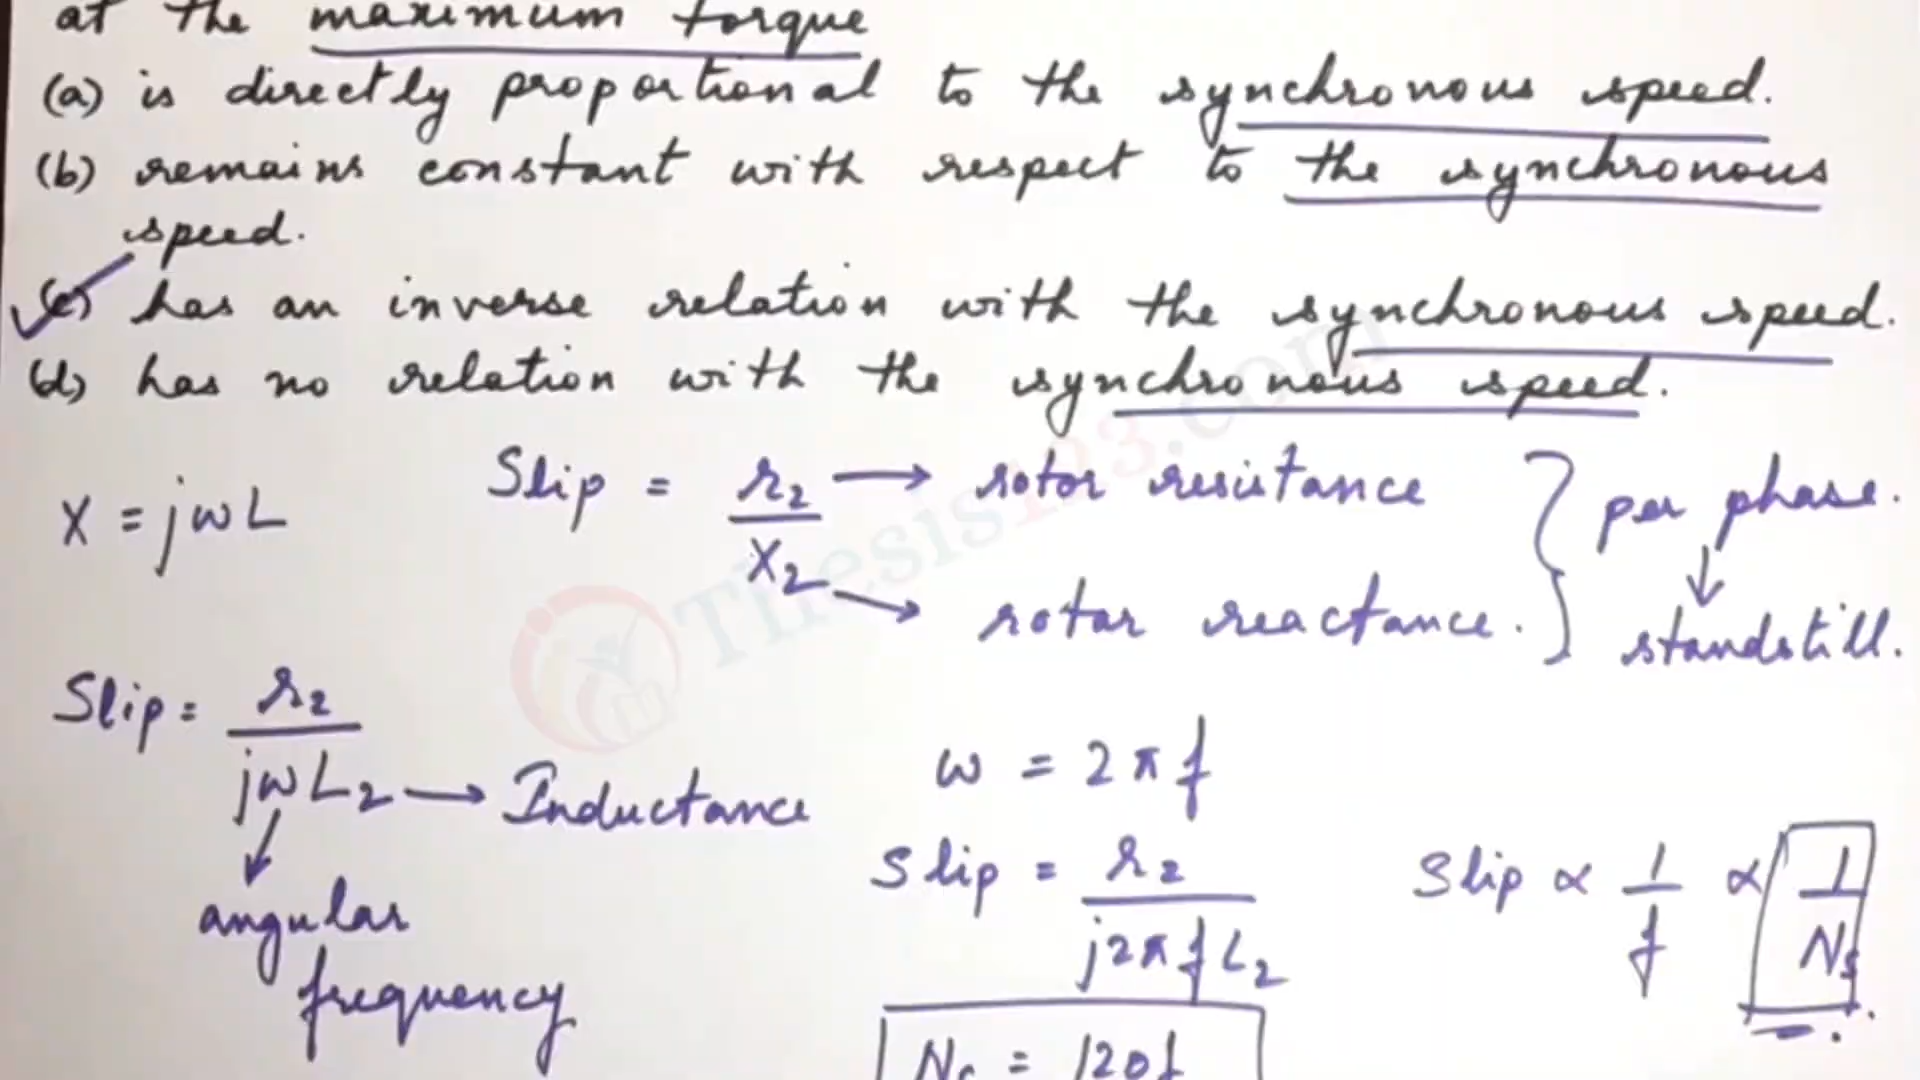 at the maximum torque
(a) is directly proportional to the synchronous speed.
(b) remains constant with respect to the synchronous
speed.
(c) has an inverse relation with the synchronous speed.
(d) has no relation with the synchronous speed.
Slip = r2/X2
→ rotor resistance
→ rotor reactance.
} per phase.
↓
standstill.
X = jωL
Slip = r2/jωL2 → Inductance
↓
angular
frequency
ω = 2πf
Slip = r2/j2πfL2
Slip ∝ 1/f ∝ 1/Ns
Ns = 120f
Thesis123.com